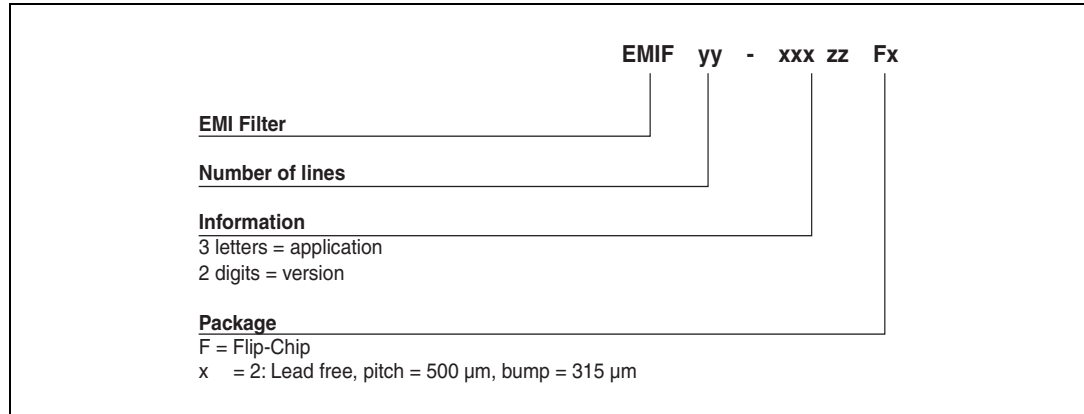 EMIF yy - xxx zz Fx
EMI Filter
Number of lines
Information
3 letters = application
2 digits = version
Package
F = Flip-Chip
x = 2: Lead free, pitch = 500 µm, bump = 315 µm